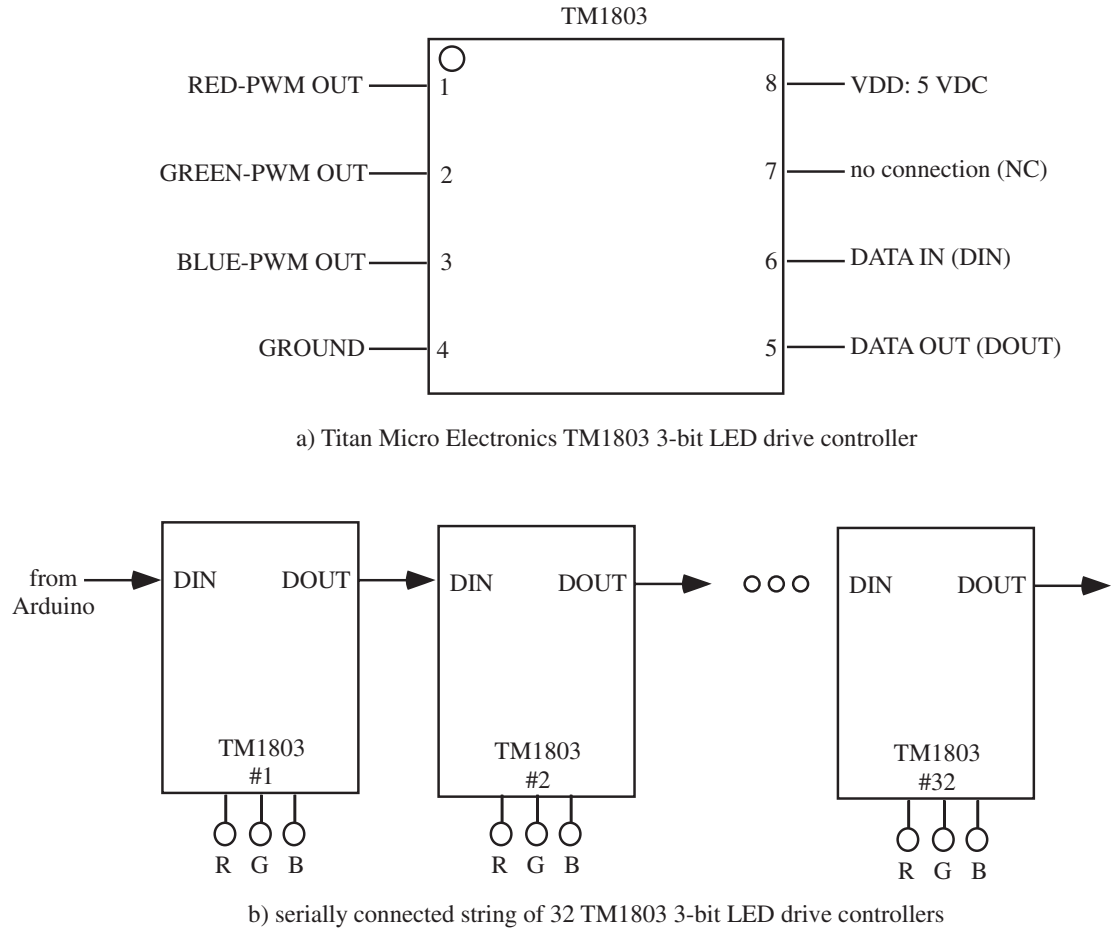 TM1803
RED-PWM OUT 1
8 VDD: 5 VDC
GREEN-PWM OUT 2
7 no connection (NC)
BLUE-PWM OUT 3
6 DATA IN (DIN)
GROUND 4
5 DATA OUT (DOUT)
a) Titan Micro Electronics TM1803 3-bit LED drive controller
from
Arduino
DIN DOUT
TM1803
#1
R G B
DIN DOUT
TM1803
#2
R G B
DIN DOUT
TM1803
#32
R G B
b) serially connected string of 32 TM1803 3-bit LED drive controllers